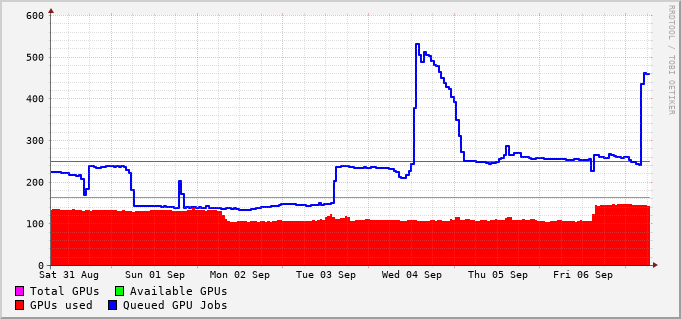 600
500
400
300
200
100
0
Sat 31 Aug Sun 01 Sep Mon 02 Sep Tue 03 Sep Wed 04 Sep Thu 05 Sep Fri 06 Sep
Total GPUs Available GPUs
GPUs used Queued GPU Jobs
RRDTOOL / TOBI OETIKER